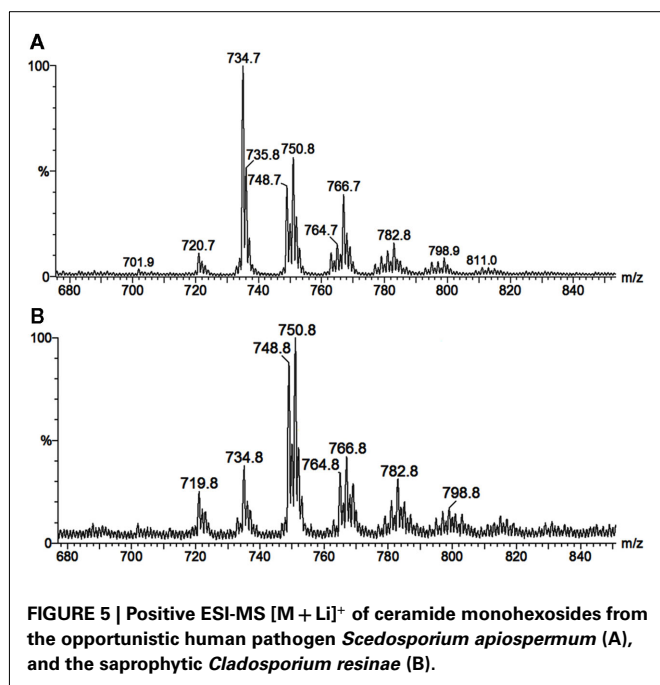 A
100
734.7
735.8
750.8
748.7
%
766.7
764.7
782.8
720.7
798.9
701.9
811.0
0
m/z
680 700 720 740 760 780 800 820 840
B
100
750.8
748.8
%
734.8
766.8
764.8
719.8
782.8
798.8
0
m/z
680 700 720 740 760 780 800 820 840
FIGURE 5 | Positive ESI-MS [M + Li]⁺ of ceramide monohexosides from
the opportunistic human pathogen Scedosporium apiospermum (A),
and the saprophytic Cladosporium resinae (B).